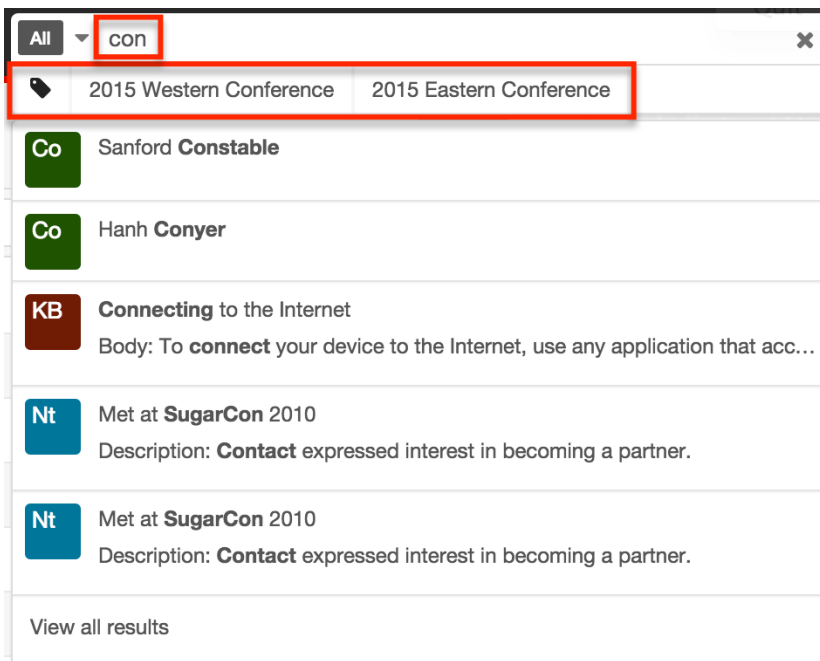 All con
2015 Western Conference 2015 Eastern Conference
Co Sanford Constable
Co Hanh Conyer
KB Connecting to the Internet
Body: To connect your device to the Internet, use any application that acc...
Nt Met at SugarCon 2010
Description: Contact expressed interest in becoming a partner.
Nt Met at SugarCon 2010
Description: Contact expressed interest in becoming a partner.
View all results